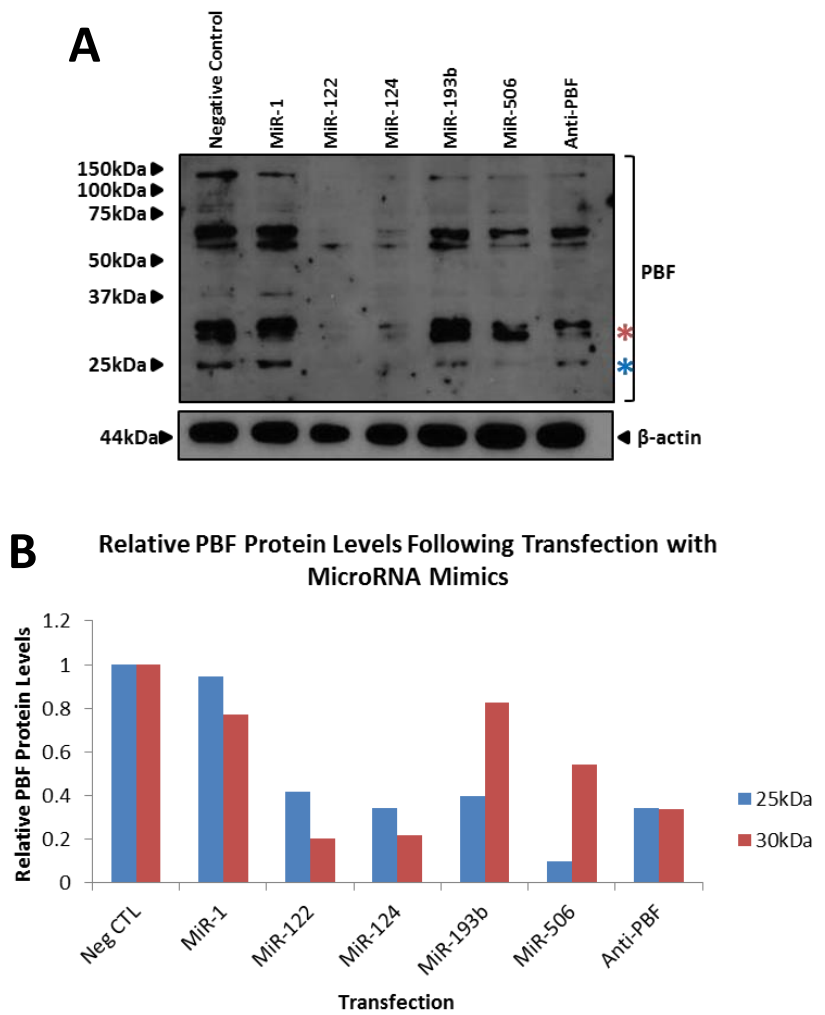 A
Negative Control
MiR-1
MiR-122
MiR-124
MiR-193b
MiR-506
Anti-PBF
150kDa
100kDa
75kDa
50kDa
37kDa
25kDa
PBF
*
*
44kDa
β-actin
B
Relative PBF Protein Levels Following Transfection with
MicroRNA Mimics
Relative PBF Protein Levels
1.2
1
0.8
0.6
0.4
0.2
0
25kDa
30kDa
Neg CTL
MiR-1
MiR-122
MiR-124
MiR-193b
MiR-506
Anti-PBF
Transfection